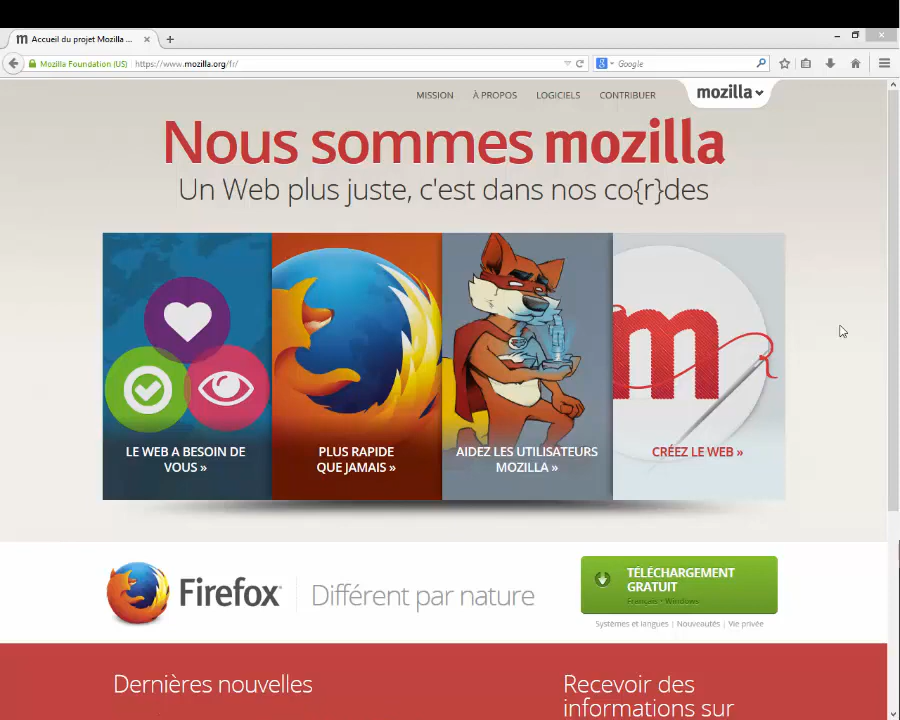 Accueil du projet Mozilla ...
Mozilla Foundation (US)
https://www.mozilla.org/fr/
Google
MISSION
À PROPOS
LOGICIELS
CONTRIBUER
mozilla
Nous sommes mozilla
Un Web plus juste, c'est dans nos co{r}des
LE WEB A BESOIN DE
VOUS »
PLUS RAPIDE
QUE JAMAIS »
AIDEZ LES UTILISATEURS
MOZILLA »
CRÉEZ LE WEB »
Firefox
Différent par nature
TÉLÉCHARGEMENT
GRATUIT
Français • Windows
Systèmes et langues | Nouveautés | Vie privée
Dernières nouvelles
Recevoir des
informations sur